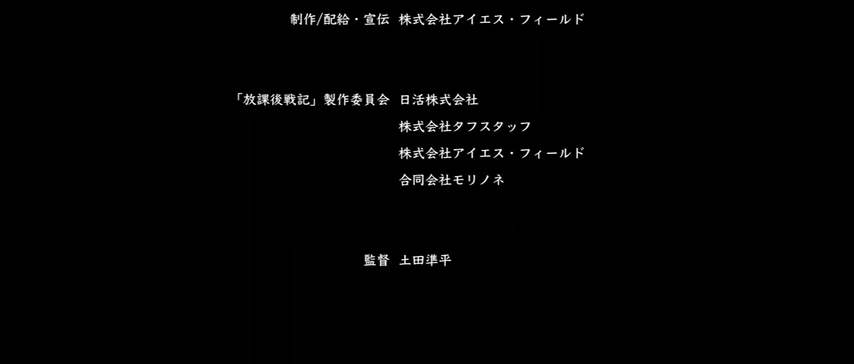 制作/配給・宣伝 株式会社アイエス・フィールド
「放課後戦記」製作委員会 日活株式会社
株式会社タフスタッフ
株式会社アイエス・フィールド
合同会社モリノネ
監督 土田準平